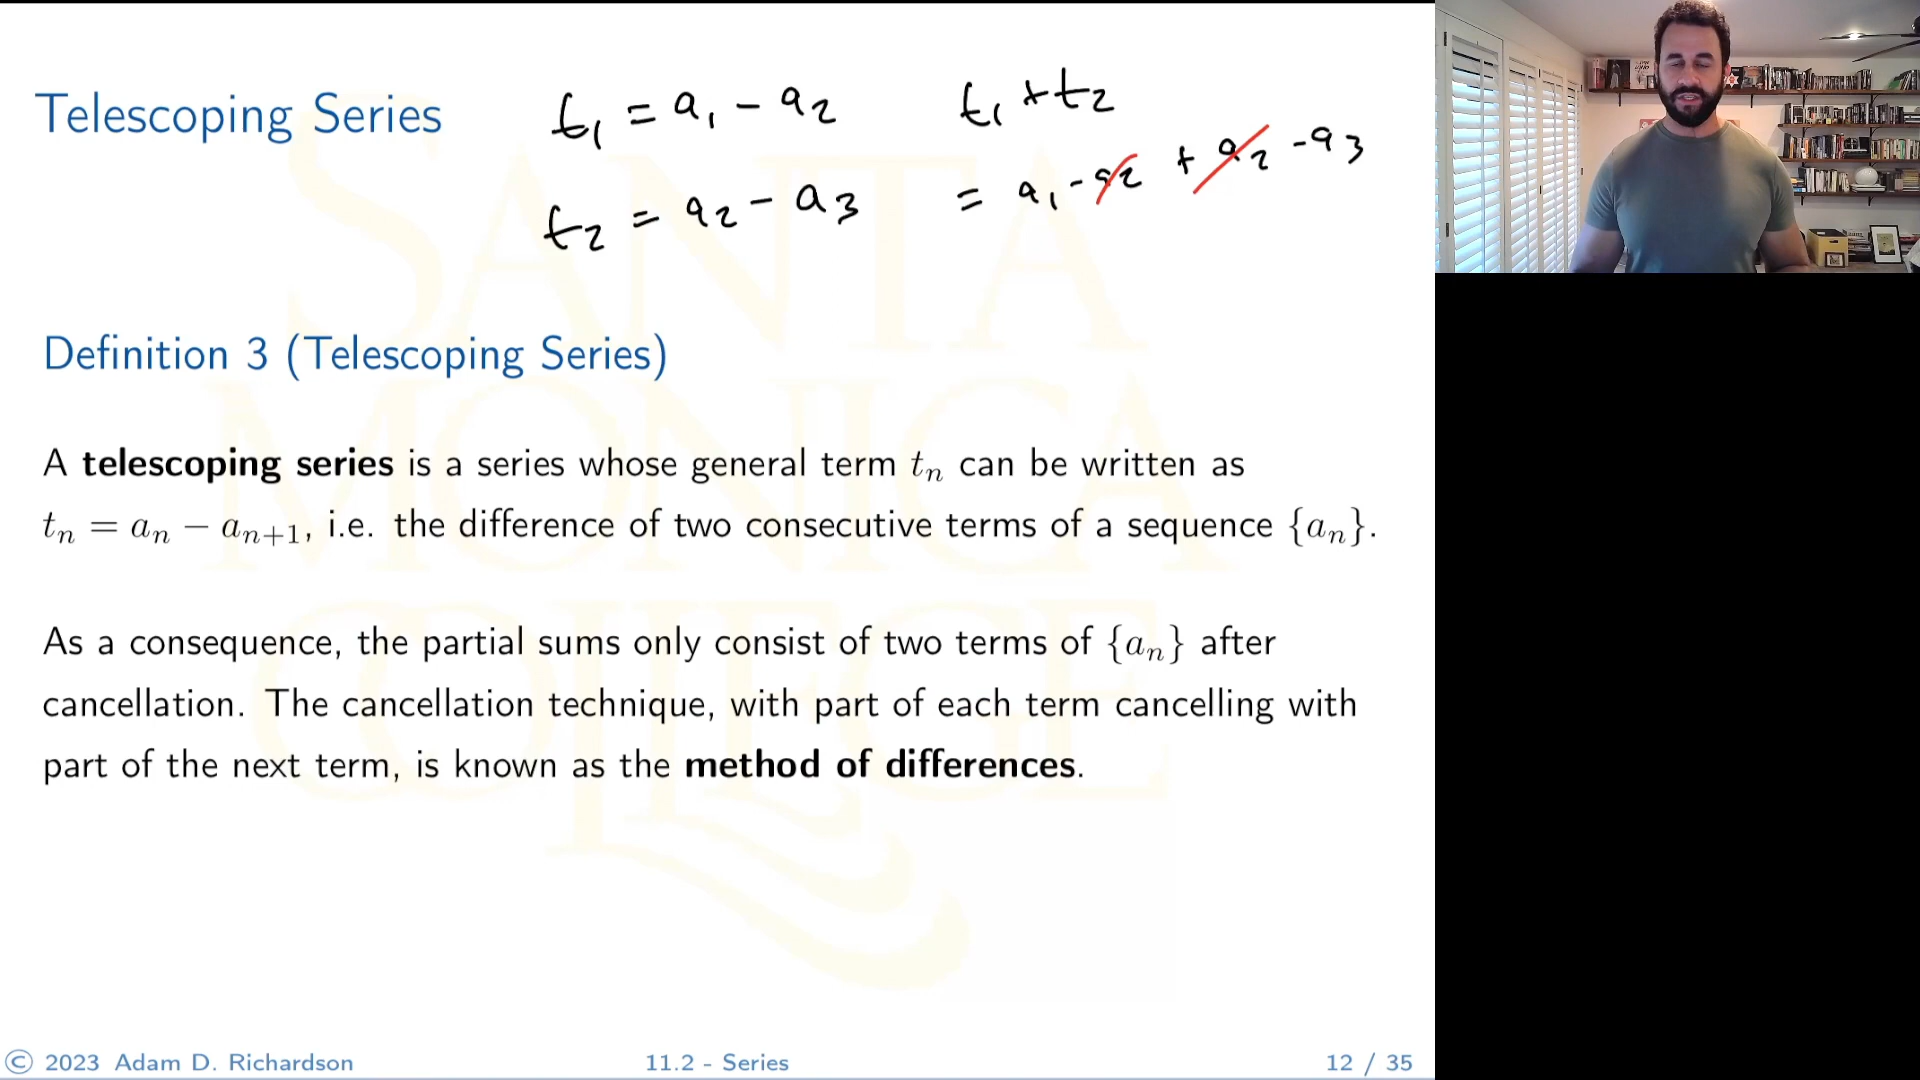 Telescoping Series
t₁ = a₁ - a₂
t₁ + t₂
t₂ = a₂ - a₃
= a₁ - a₂ + a₂ - a₃
SANTA
MONICA
COLLEGE
Definition 3 (Telescoping Series)
A telescoping series is a series whose general term tₙ can be written as
tₙ = aₙ − aₙ₊₁, i.e. the difference of two consecutive terms of a sequence {aₙ}.
As a consequence, the partial sums only consist of two terms of {aₙ} after
cancellation. The cancellation technique, with part of each term cancelling with
part of the next term, is known as the method of differences.
© 2023 Adam D. Richardson
11.2 - Series
12 / 35